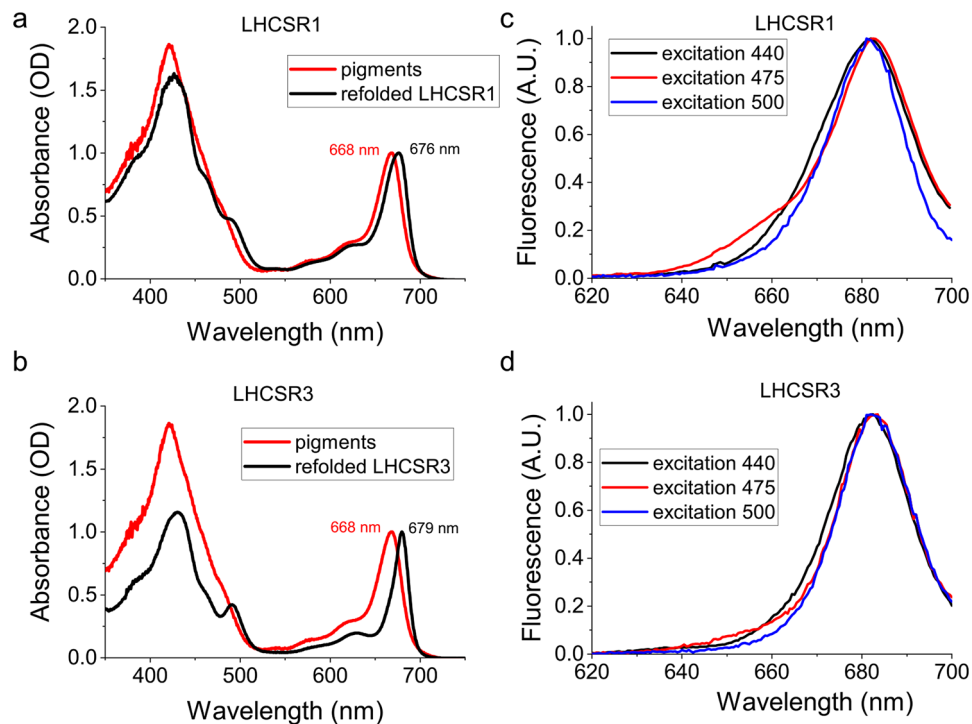 a
LHCSR1
pigments
refolded LHCSR1
668 nm
676 nm
2.0
1.5
1.0
0.5
0.0
Absorbance (OD)
400
500
600
700
Wavelength (nm)
c
LHCSR1
excitation 440
excitation 475
excitation 500
1.0
0.8
0.6
0.4
0.2
0.0
Fluorescence (A.U.)
620
640
660
680
700
Wavelength (nm)
b
LHCSR3
pigments
refolded LHCSR3
668 nm
679 nm
2.0
1.5
1.0
0.5
0.0
Absorbance (OD)
400
500
600
700
Wavelength (nm)
d
LHCSR3
excitation 440
excitation 475
excitation 500
1.0
0.8
0.6
0.4
0.2
0.0
Fluorescence (A.U.)
620
640
660
680
700
Wavelength (nm)